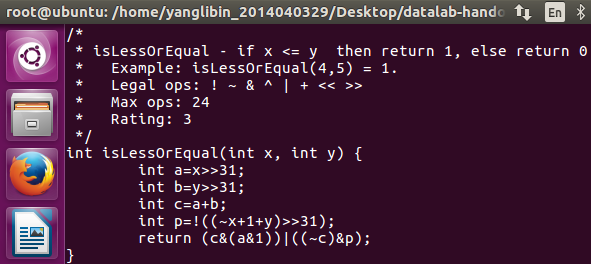 root@ubuntu: /home/yanglibin_2014040329/Desktop/datalab-hando
En
/*
 * isLessOrEqual - if x <= y  then return 1, else return 0
 *   Example: isLessOrEqual(4,5) = 1.
 *   Legal ops: ! ~ & ^ | + << >>
 *   Max ops: 24
 *   Rating: 3
 */
int isLessOrEqual(int x, int y) {
        int a=x>>31;
        int b=y>>31;
        int c=a+b;
        int p=!((~x+1+y)>>31);
        return (c&(a&1))|((~c)&p);
}